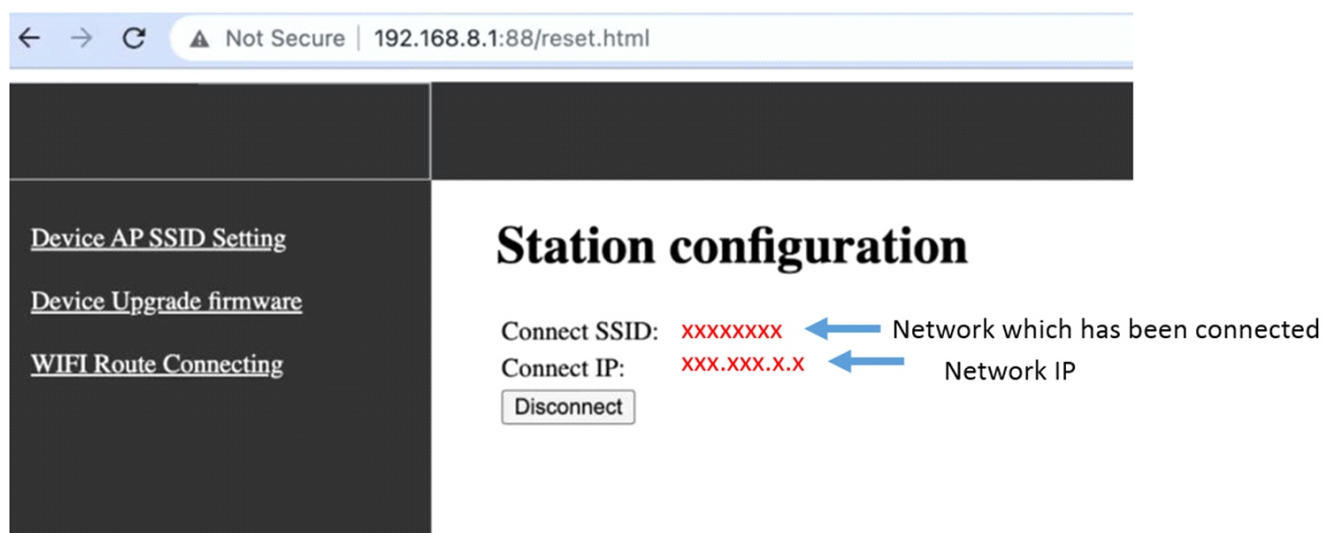 Not Secure | 192.168.8.1:88/reset.html
Device AP SSID Setting
Device Upgrade firmware
WIFI Route Connecting
Station configuration
Connect SSID: xxxxxxxx Network which has been connected
Connect IP: xxx.xxx.x.x Network IP
Disconnect